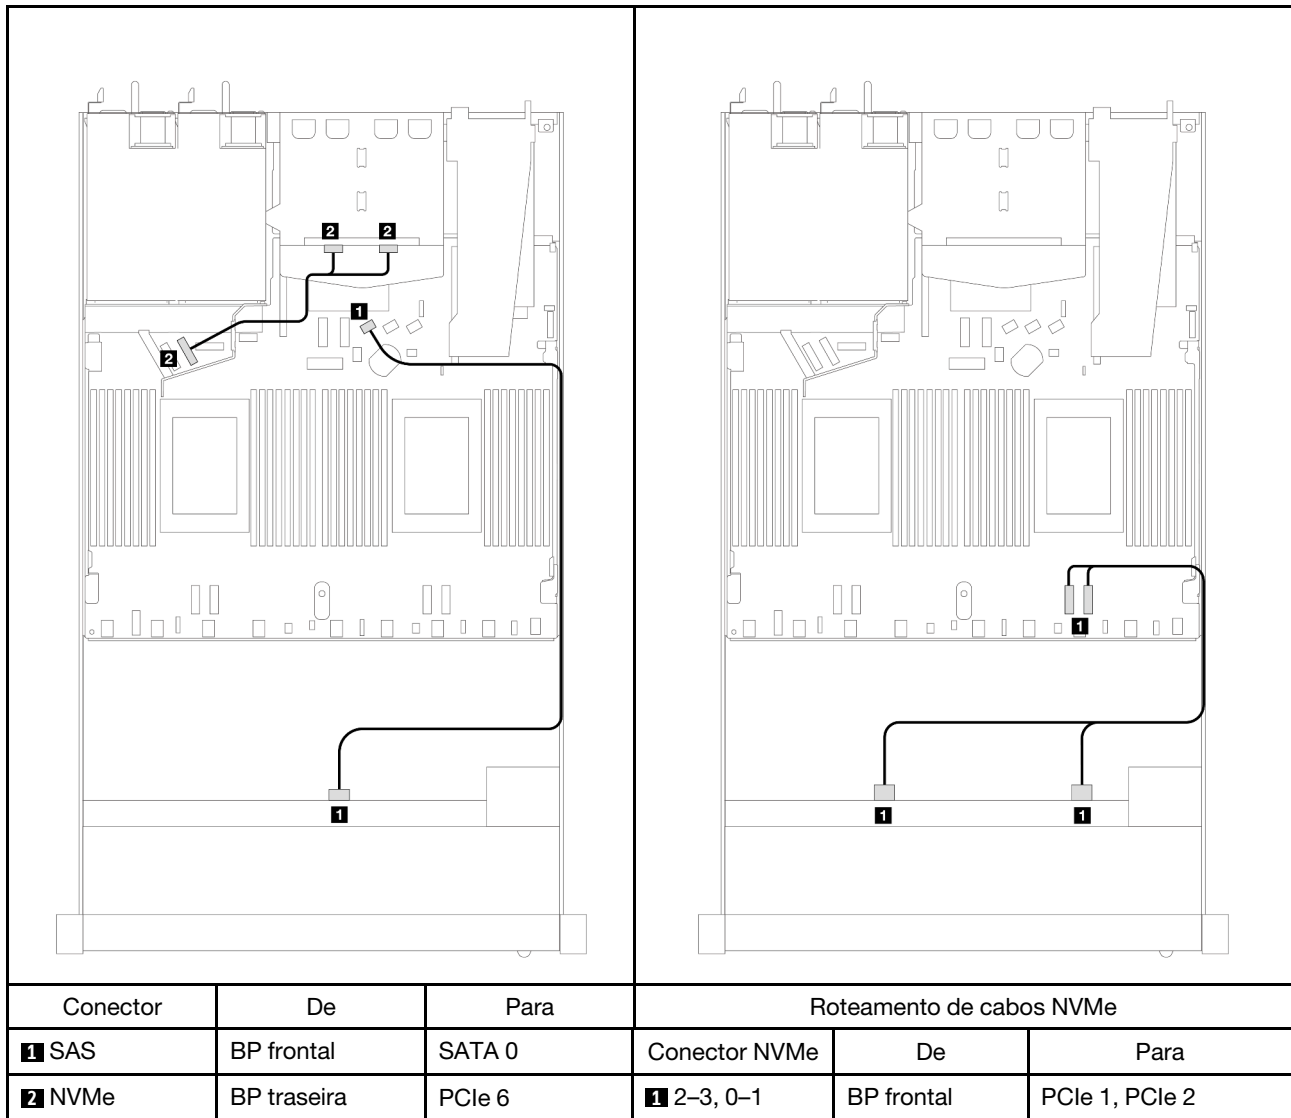 2 2
1
2
1
1
1 1
Conector De Para Roteamento de cabos NVMe
1 SAS BP frontal SATA 0 Conector NVMe De Para
2 NVMe BP traseira PCIe 6 1 2–3, 0–1 BP frontal PCIe 1, PCIe 2